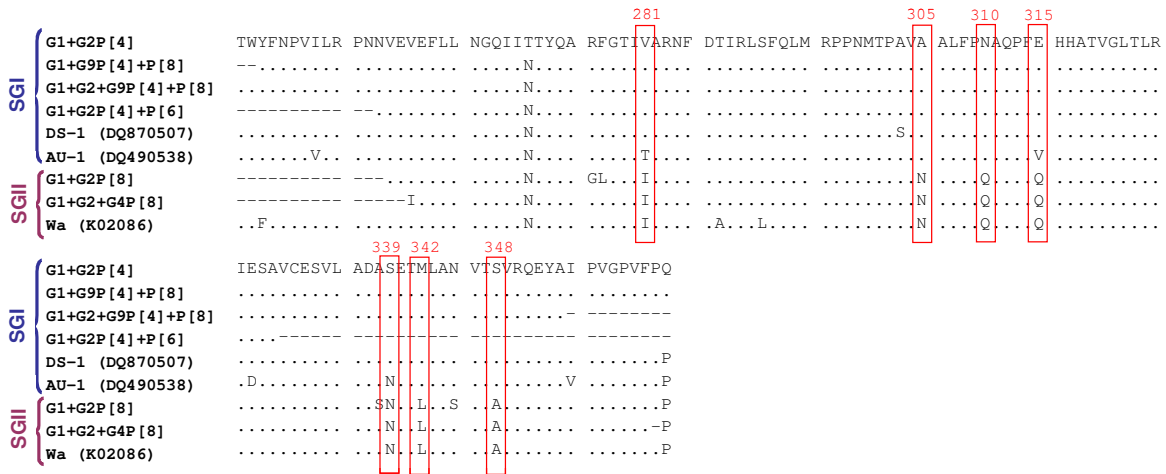 281 305 310 315
SGI
G1+G2P[4] TWYFNPVILR PNNVEVEFLL NGQIITTYQA RFGTIVARNF DTIRLSFQLM RPPNMTPAVA ALFPNAQPFE HHATVGLTLR
G1+G9P[4]+P[8] --........ .......... .....N.... .......... .......... .......... .......... ..........
G1+G2+G9P[4]+P[8] .......... .......... .....N.... .......... .......... .......... .......... ..........
G1+G2P[4]+P[6] ---------- --........ .....N.... .......... .......... .......... .......... ..........
DS-1 (DQ870507) .......... .......... .....N.... .......... .......... .......S.. .......... ..........
AU-1 (DQ490538) .......V.. .......... .....N.... .....T.... .......... .......... .........V ..........
SGII
G1+G2P[8] ---------- ---....... .....N.... GL...I.... .......... .........N ....Q....Q ..........
G1+G2+G4P[8] ---------- -----I.... .......... .....I.... .......... .........N ....Q....Q ..........
Wa (K02086) ..F....... .......... .....N.... .....I.... .A....L... .........N ....Q....Q ..........
339 342 348
SGI
G1+G2P[4] IESAVCESVL ADASETMLAN VTSVRQEYAI PVGPVFPQ
G1+G9P[4]+P[8] .......... .......... .......... ........
G1+G2+G9P[4]+P[8] .......... .......... .........- --------
G1+G2P[4]+P[6] ....------ ---------- ---------- --------
DS-1 (DQ870507) .......... .......... .......... .......P
AU-1 (DQ490538) .D........ ...N...... .........V .......P
SGII
G1+G2P[8] .......... ..SN..L..S ..A....... .......P
G1+G2+G4P[8] .......... ...N..L... ..A....... ......-P
Wa (K02086) .......... ...N..L... ..A....... .......P